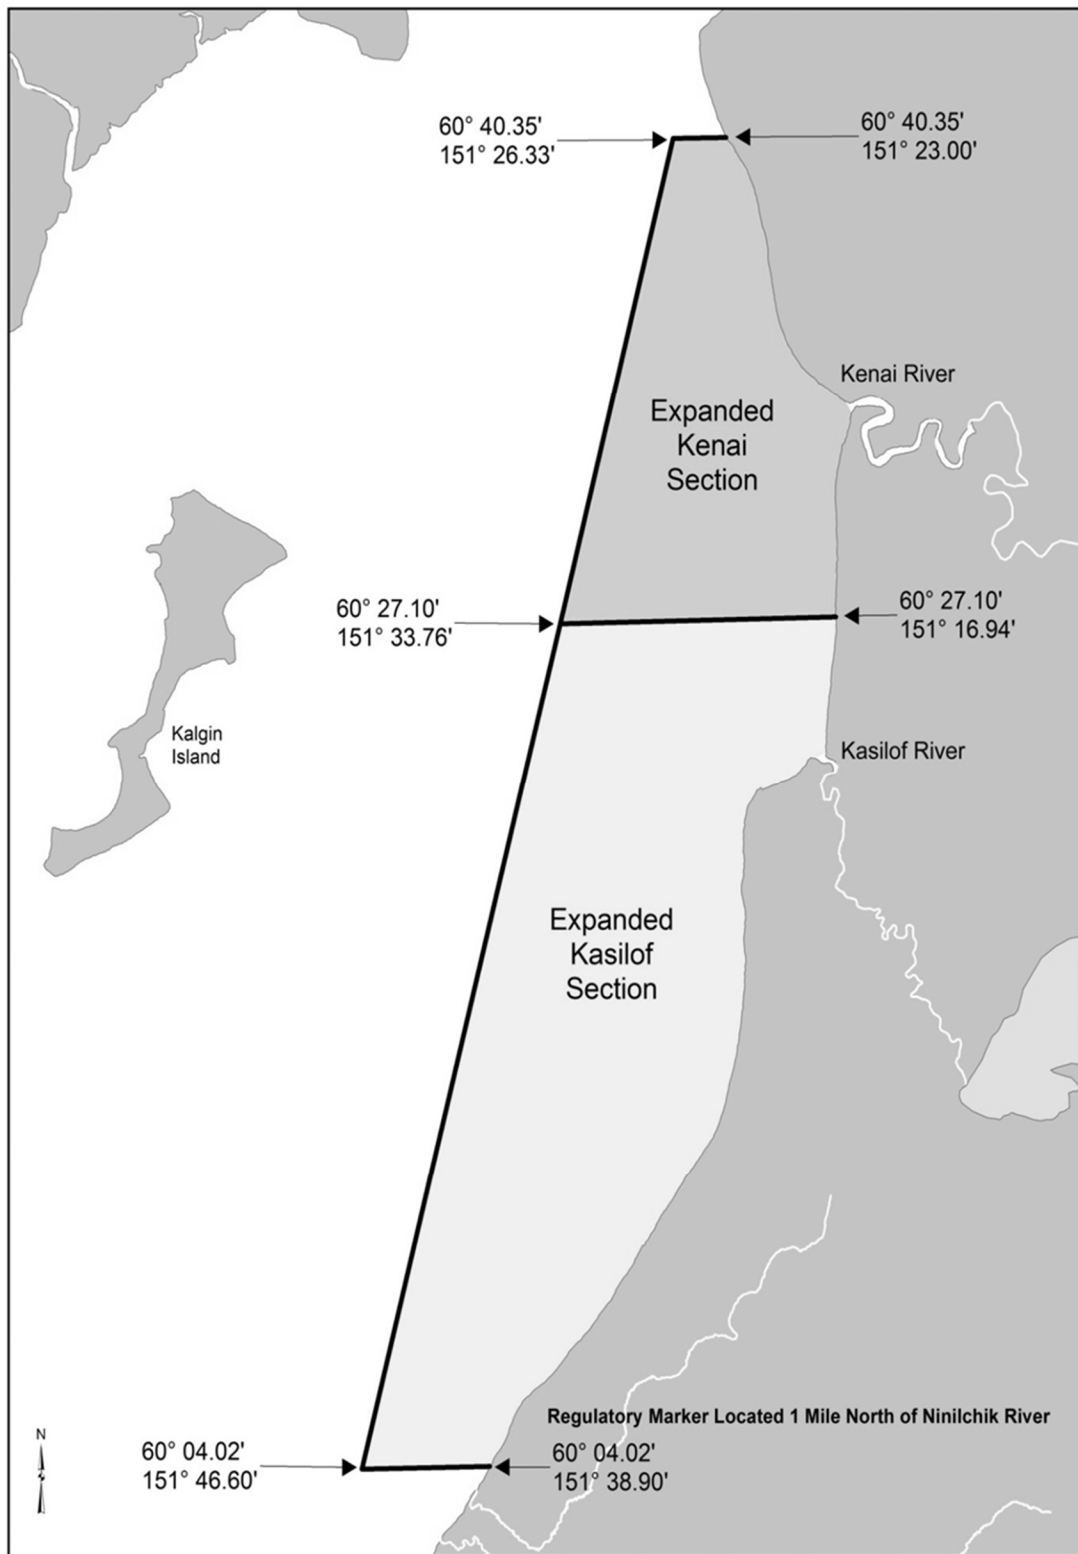 60° 40.35'
151° 26.33'
60° 40.35'
151° 23.00'
Kenai River
Expanded
Kenai
Section
60° 27.10'
151° 33.76'
60° 27.10'
151° 16.94'
Kalgin
Island
Kasilof River
Expanded
Kasilof
Section
Regulatory Marker Located 1 Mile North of Ninilchik River
N
60° 04.02'
151° 46.60'
60° 04.02'
151° 38.90'